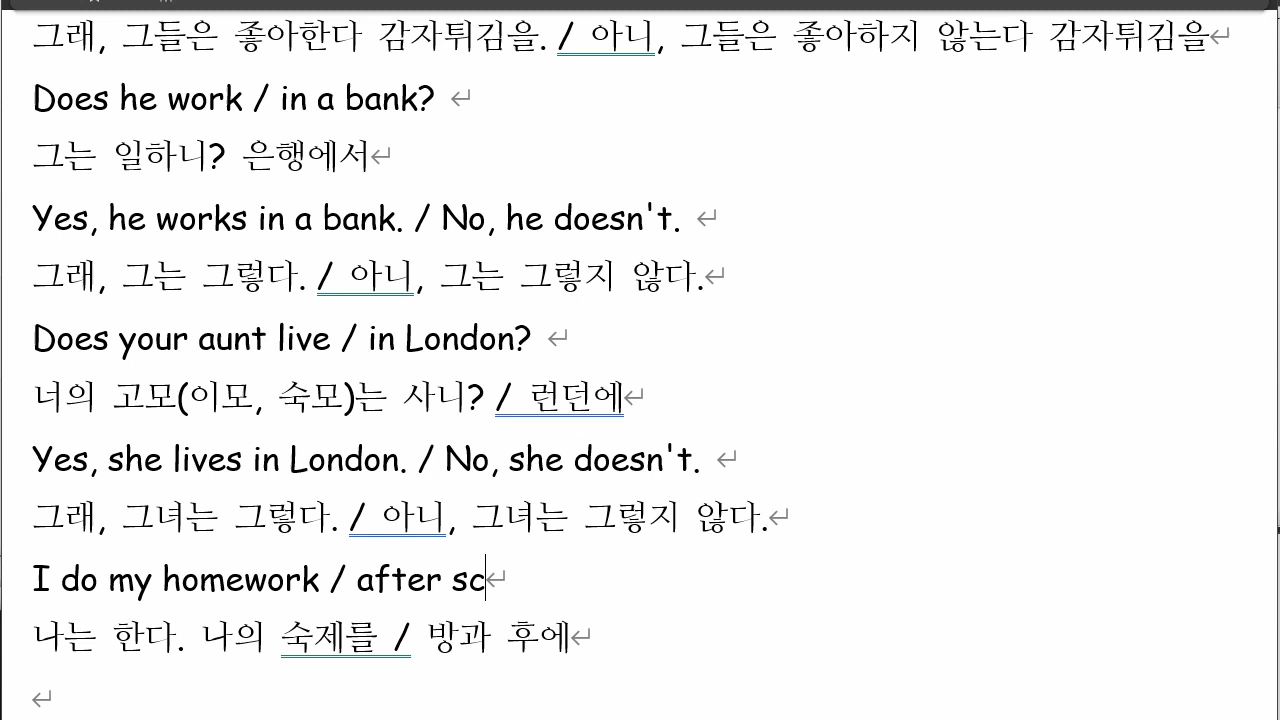 그래, 그들은 좋아한다 감자튀김을. / 아니, 그들은 좋아하지 않는다 감자튀김을
Does he work / in a bank?
그는 일하니? 은행에서
Yes, he works in a bank. / No, he doesn't.
그래, 그는 그렇다. / 아니, 그는 그렇지 않다.
Does your aunt live / in London?
너의 고모(이모, 숙모)는 사니? / 런던에
Yes, she lives in London. / No, she doesn't.
그래, 그녀는 그렇다. / 아니, 그녀는 그렇지 않다.
I do my homework / after sc
나는 한다. 나의 숙제를 / 방과 후에